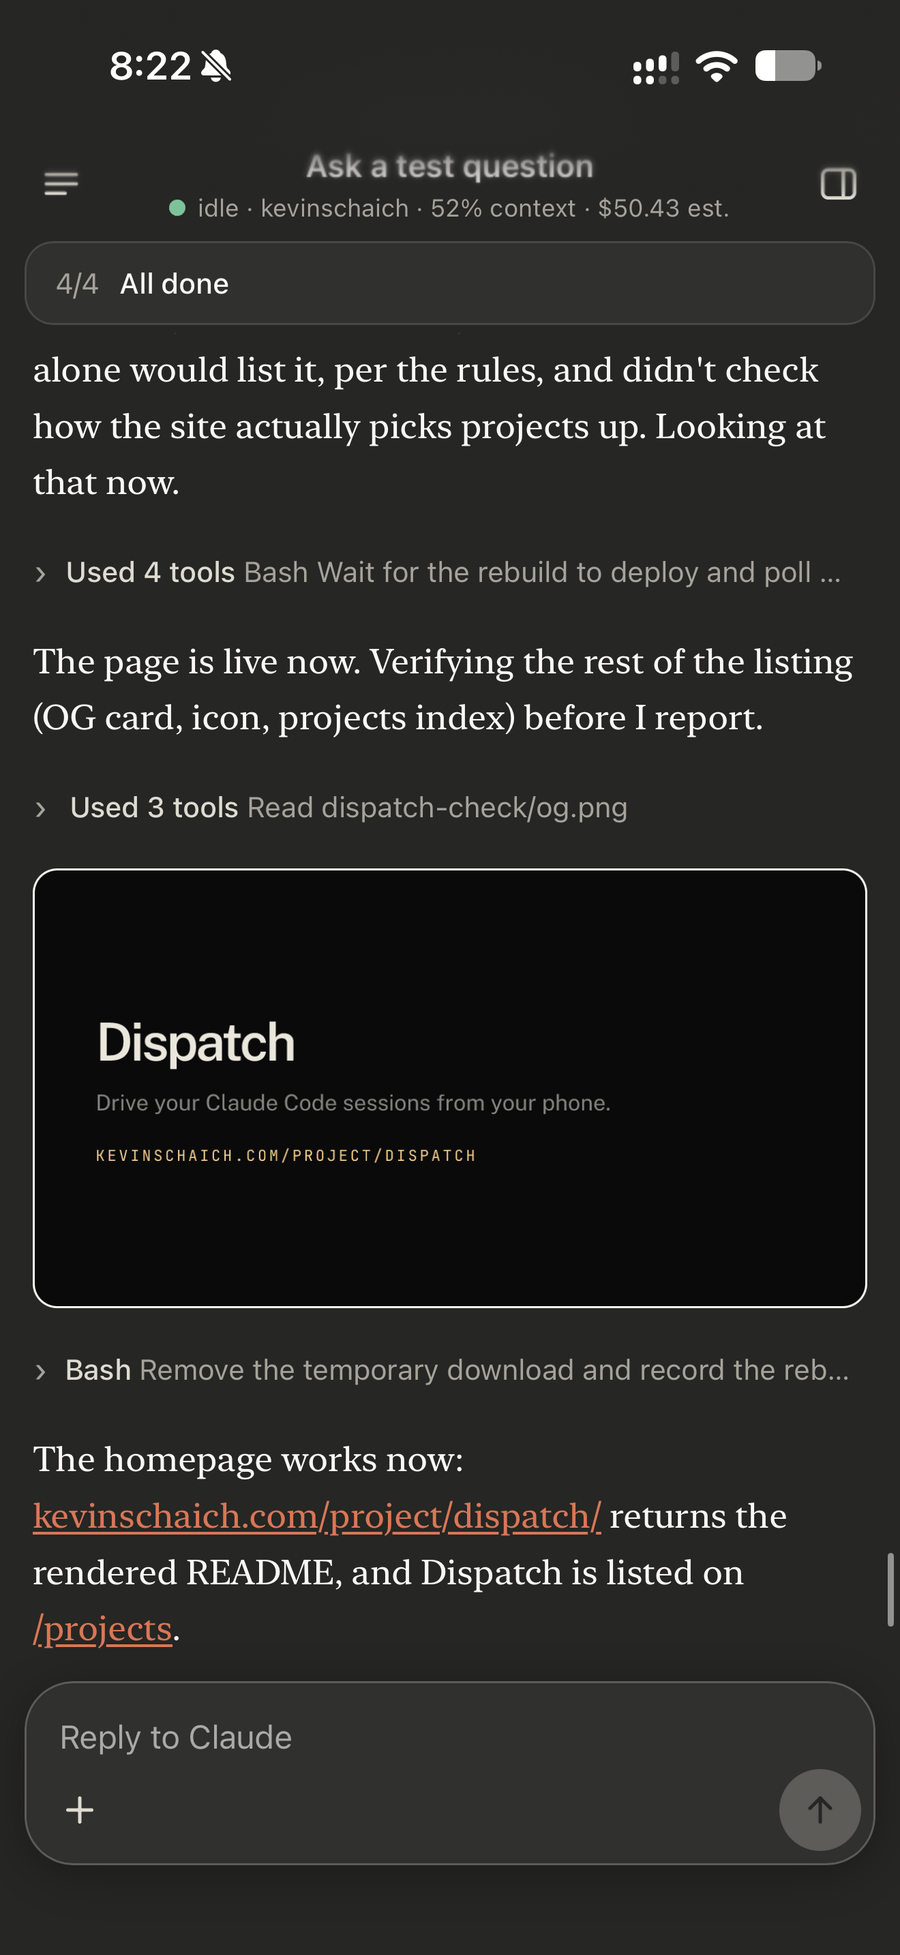 8:22
Ask a test question
idle · kevinschaich · 52% context · $50.43 est.
4/4 All done
alone would list it, per the rules, and didn't check
how the site actually picks projects up. Looking at
that now.
› Used 4 tools Bash Wait for the rebuild to deploy and poll ...
The page is live now. Verifying the rest of the listing
(OG card, icon, projects index) before I report.
› Used 3 tools Read dispatch-check/og.png
Dispatch
Drive your Claude Code sessions from your phone.
KEVINSCHAICH.COM/PROJECT/DISPATCH
› Bash Remove the temporary download and record the reb...
The homepage works now:
kevinschaich.com/project/dispatch/ returns the
rendered README, and Dispatch is listed on
/projects.
Reply to Claude